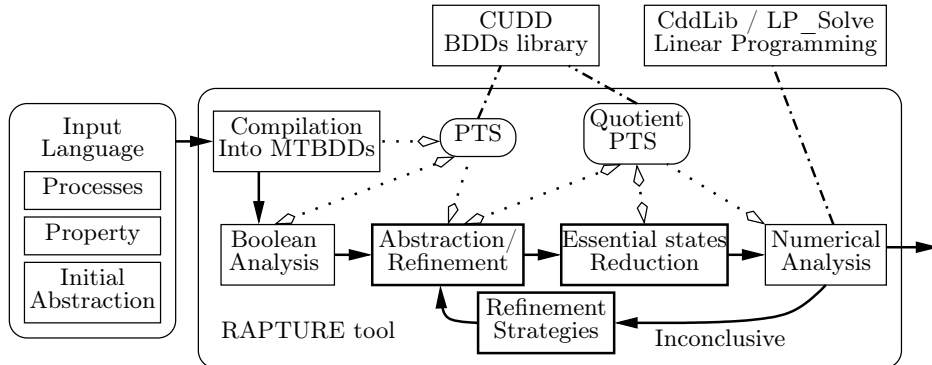 CUDD
BDDs library
CddLib / LP_Solve
Linear Programming
Input
Language
Processes
Property
Initial
Abstraction
Compilation
Into MTBDDs
PTS
Quotient
PTS
Boolean
Analysis
Abstraction/
Refinement
Essential states
Reduction
Numerical
Analysis
Refinement
Strategies
RAPTURE tool
Inconclusive